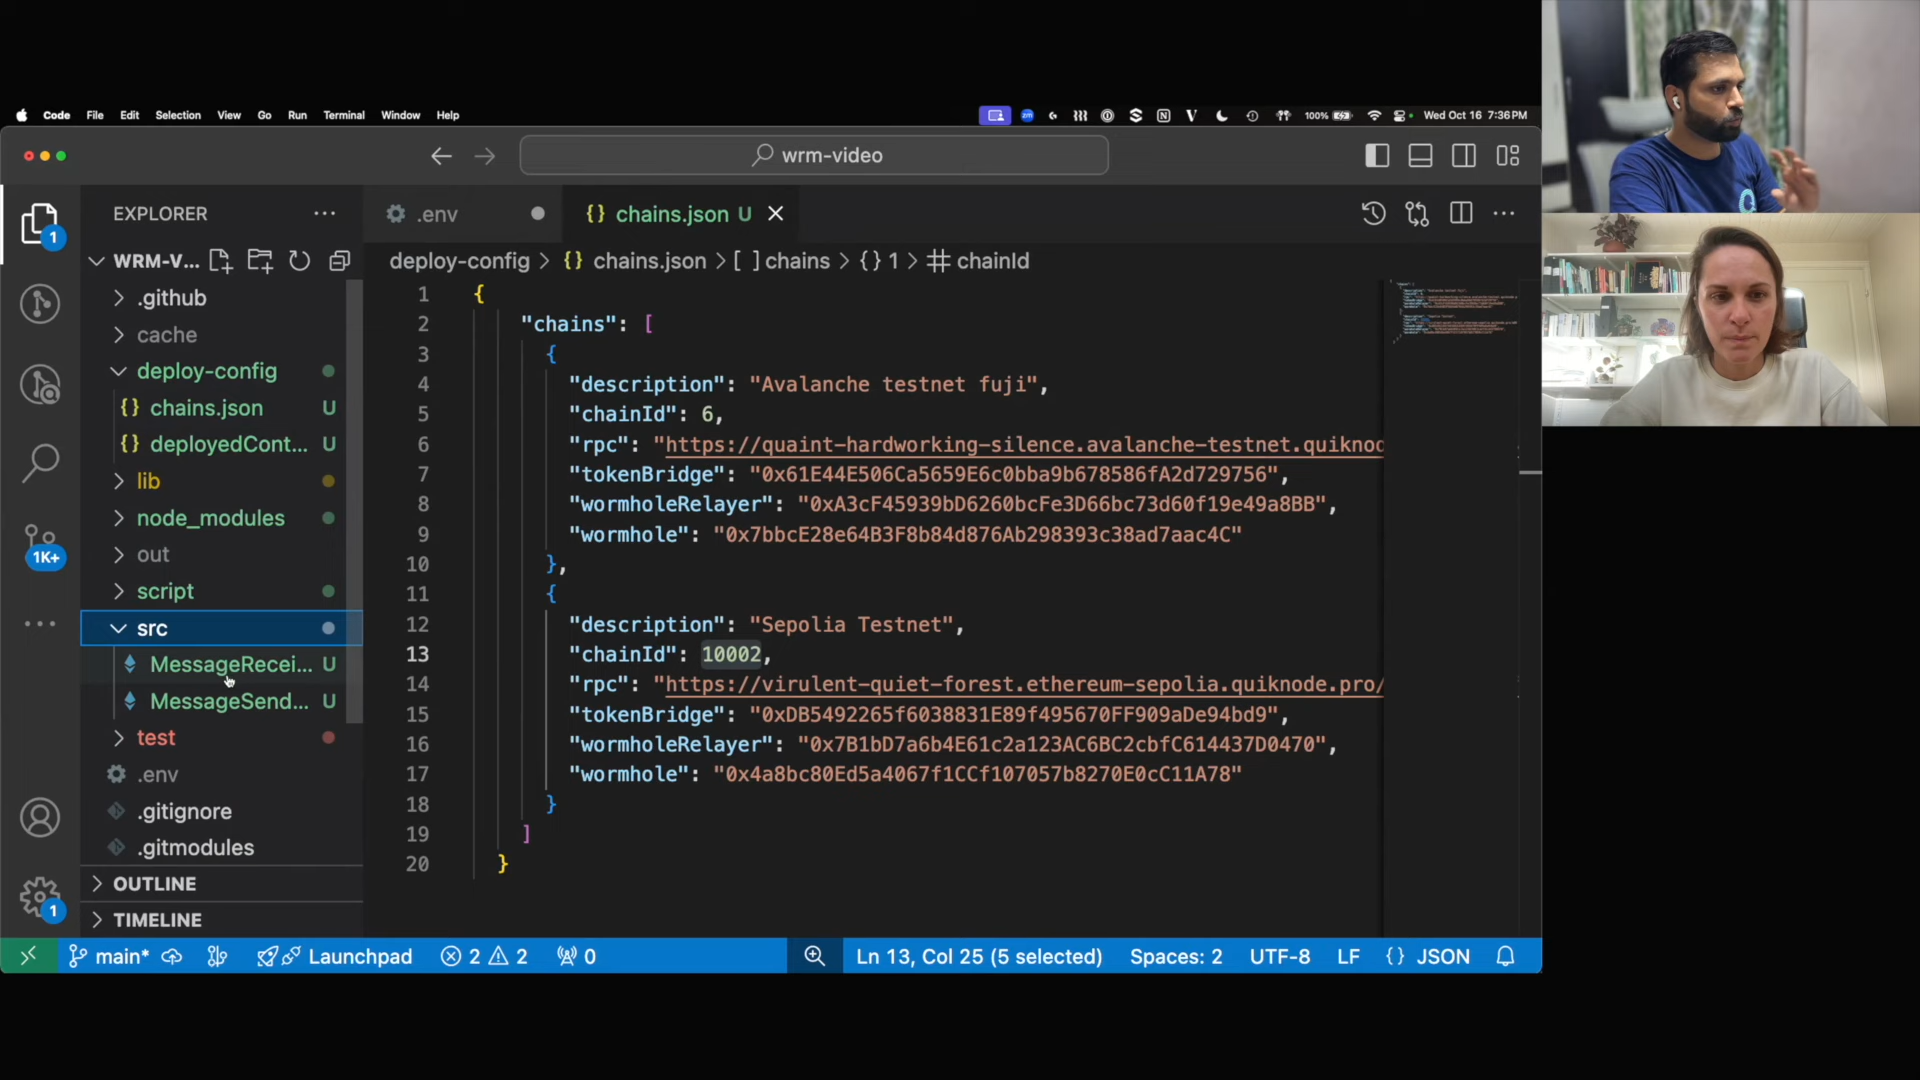 Code File Edit Selection View Go Run Terminal Window Help
100% Wed Oct 16 7:36 PM
wrm-video
EXPLORER
.env
{} chains.json U
WRM-V...
deploy-config > {} chains.json > [ ] chains > {} 1 > # chainId
.github
cache
deploy-config
{} chains.json U
{} deployedCont... U
lib
node_modules
out
script
src
MessageRecei... U
MessageSend... U
test
.env
.gitignore
.gitmodules
OUTLINE
TIMELINE
1
1K+
1
1 {
2 "chains": [
3 {
4 "description": "Avalanche testnet fuji",
5 "chainId": 6,
6 "rpc": "https://quaint-hardworking-silence.avalanche-testnet.quiknod
7 "tokenBridge": "0x61E44E506Ca5659E6c0bba9b678586fA2d729756",
8 "wormholeRelayer": "0xA3cF45939bD6260bcFe3D66bc73d60f19e49a8BB",
9 "wormhole": "0x7bbcE28e64B3F8b84d876Ab298393c38ad7aac4C"
10 },
11 {
12 "description": "Sepolia Testnet",
13 "chainId": 10002,
14 "rpc": "https://virulent-quiet-forest.ethereum-sepolia.quiknode.pro/
15 "tokenBridge": "0xDB5492265f6038831E89f495670FF909aDe94bd9",
16 "wormholeRelayer": "0x7B1bD7a6b4E61c2a123AC6BC2cbfC614437D0470",
17 "wormhole": "0x4a8bc80Ed5a4067f1CCf107057b8270E0cC11A78"
18 }
19 ]
20 }
main* Launchpad 2 2 0 Ln 13, Col 25 (5 selected) Spaces: 2 UTF-8 LF {} JSON